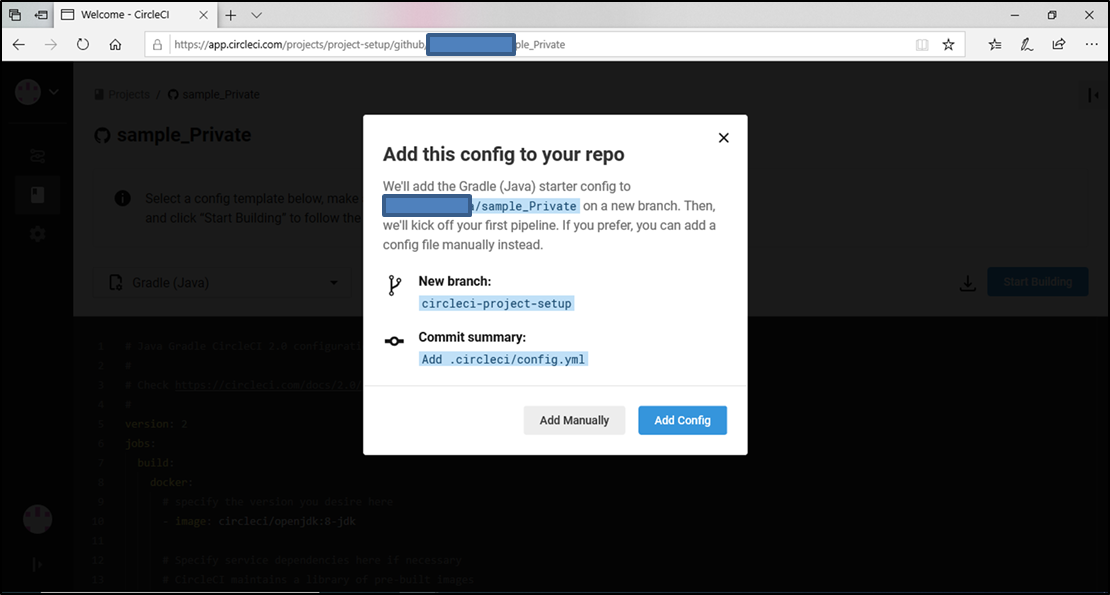 Welcome - CircleCI
https://app.circleci.com/projects/project-setup/github/ple_Private
Projects / sample_Private
sample_Private
Select a config template below, make
and click “Start Building” to follow the
Gradle (Java)
Start Building
Add this config to your repo
We'll add the Gradle (Java) starter config to
/sample_Private on a new branch. Then,
we'll kick off your first pipeline. If you prefer, you can add a
config file manually instead.
New branch:
circleci-project-setup
Commit summary:
Add .circleci/config.yml
Add Manually
Add Config
1 # Java Gradle CircleCI 2.0 configurati
2 #
3 # Check https://circleci.com/docs/2.0/
4 #
5 version: 2
6 jobs:
7 build:
8 docker:
9 # specify the version you desire here
10 - image: circleci/openjdk:8-jdk
11
12 # Specify service dependencies here if necessary
13 # CircleCI maintains a library of pre-built images